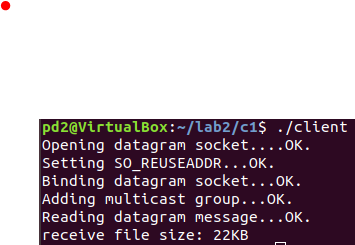 pd2@VirtualBox:~/lab2/c1$ ./client
Opening datagram socket....OK.
Setting SO_REUSEADDR...OK.
Binding datagram socket...OK.
Adding multicast group...OK.
Reading datagram message...OK.
receive file size: 22KB